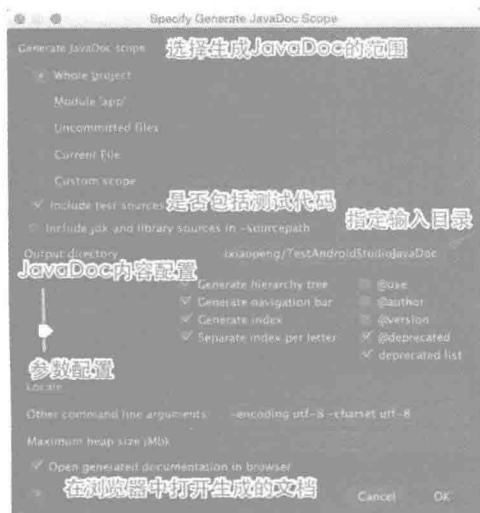 Specify Generate JavaDoc Scope
Generate JavaDoc scope 选择生成JavaDoc的范围
Whole project
Module 'app'
Uncommitted files
Current File
Custom scope
Include test sources 是否包括测试代码
Include jdk and library sources in -sourcepath 指定输入目录
Output directory ixiaopeng/TestAndroidStudioJavaDoc
JavaDoc内容配置
Generate hierarchy tree @use
Generate navigation bar @author
Generate index @version
Separate index per letter @deprecated
deprecated list
参数配置
Locale
Other command line arguments: -encoding utf-8 -charset utf-8
Maximum heap size (Mb)
Open generated documentation in browser
在浏览器中打开生成的文档
Cancel OK